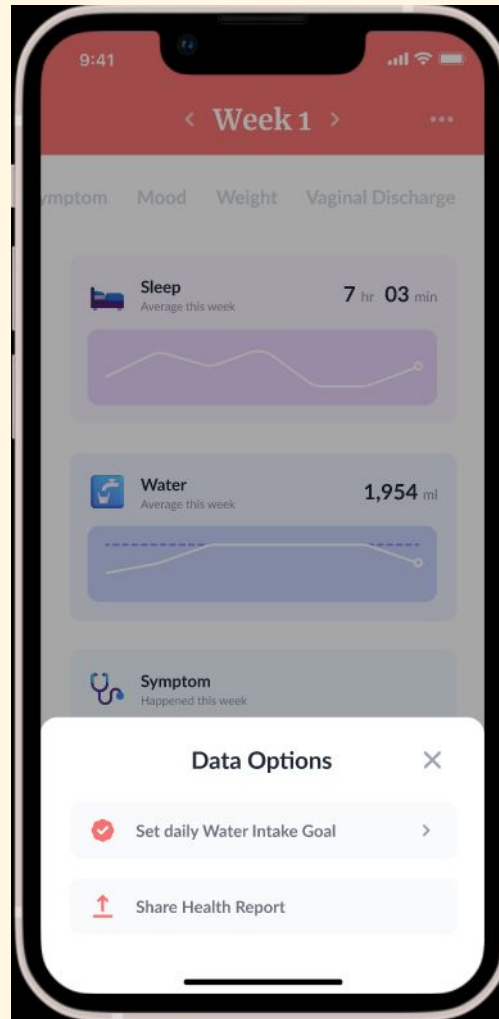 9:41
Week 1
ymptom Mood Weight Vaginal Discharge
Sleep
Average this week
7 hr 03 min
Water
Average this week
1,954 ml
Symptom
Happened this week
Data Options
Set daily Water Intake Goal
Share Health Report